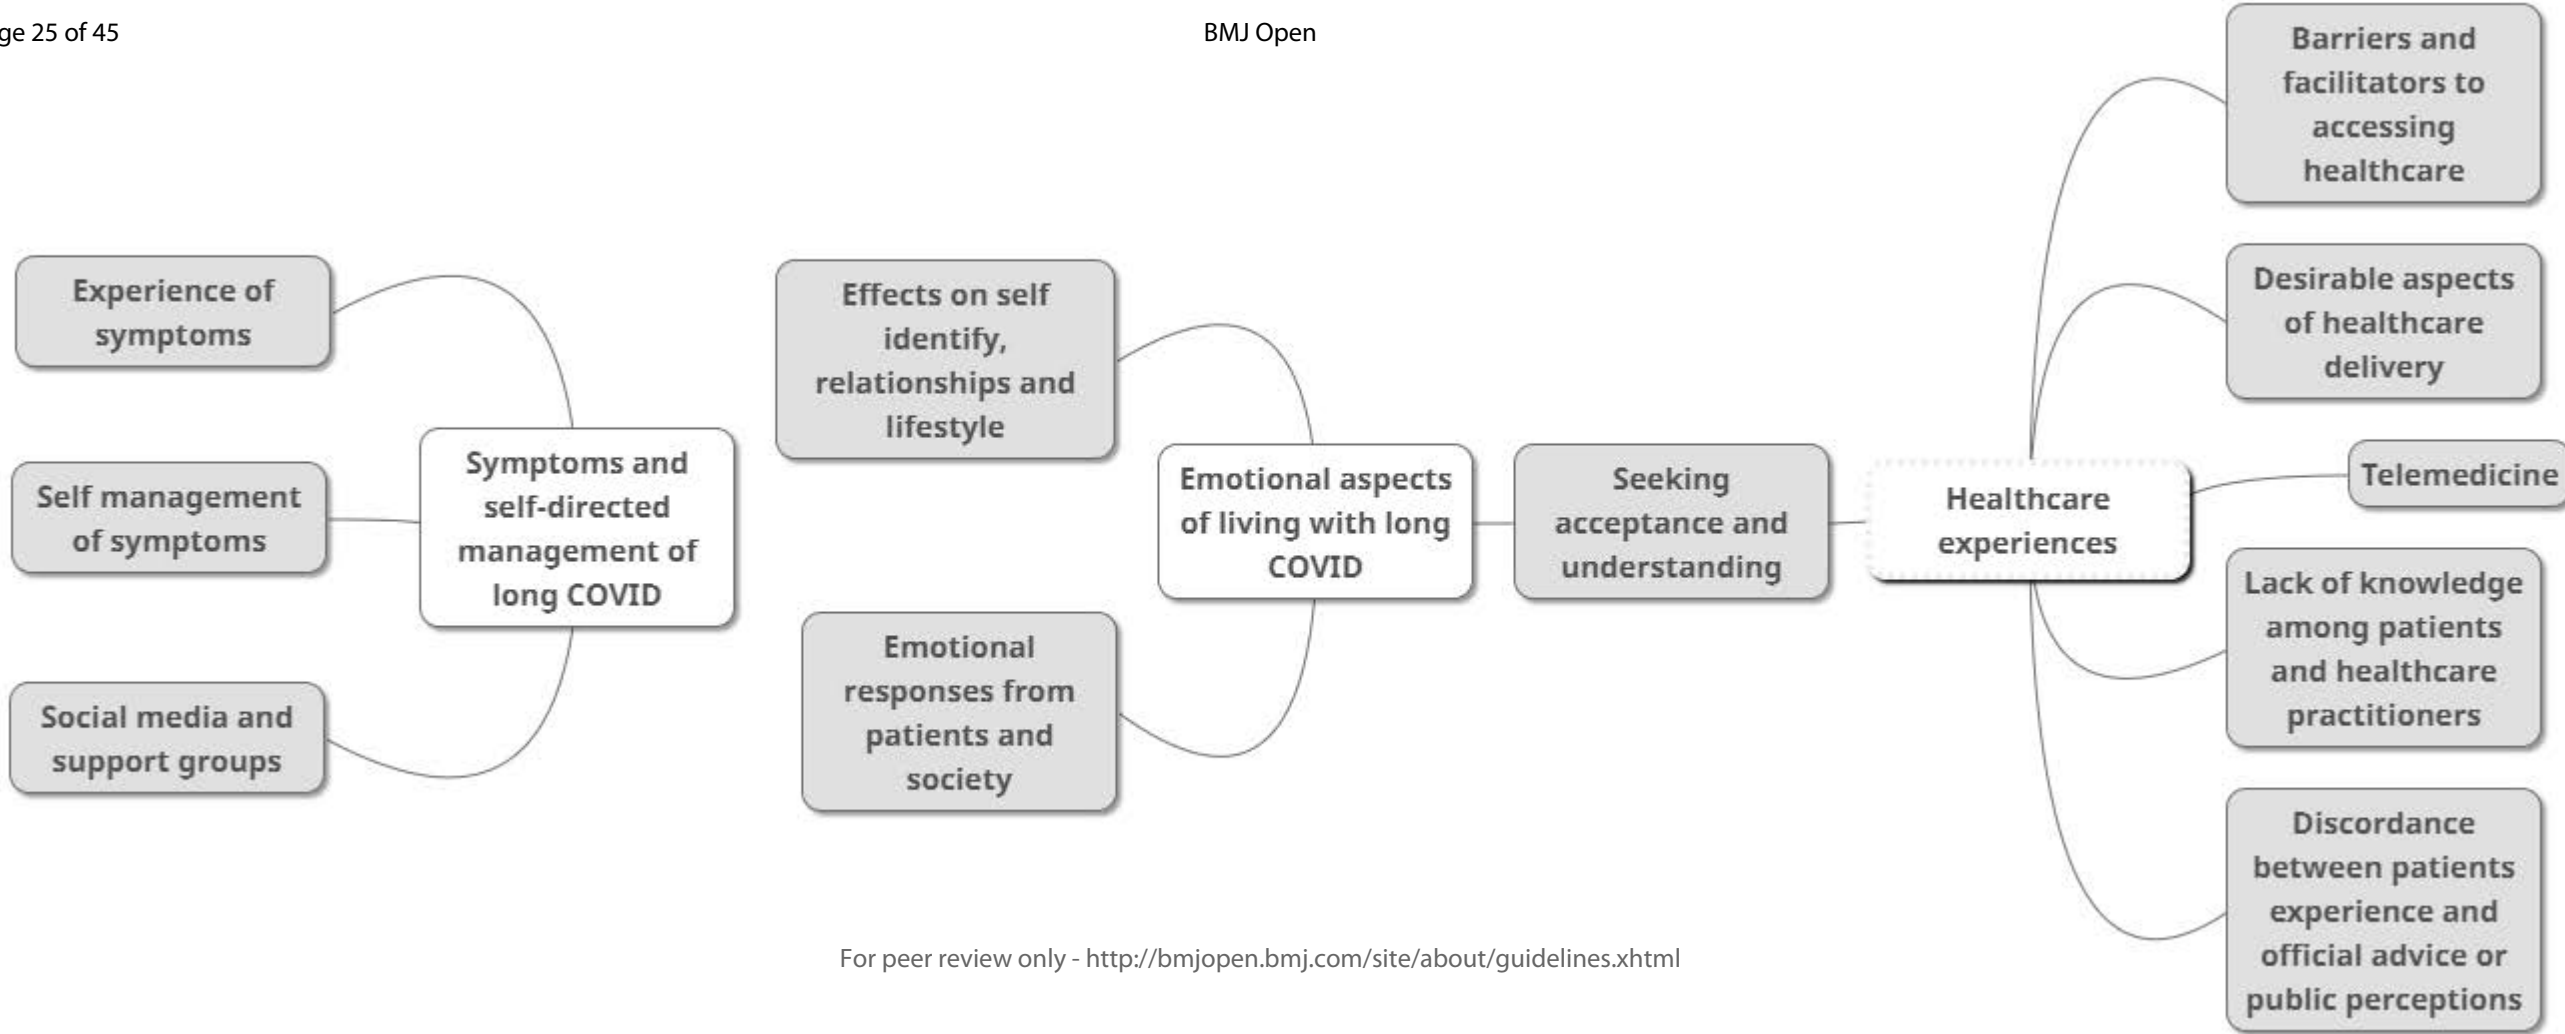 ge 25 of 45
BMJ Open
Experience of
symptoms
Self management
of symptoms
Social media and
support groups
Symptoms and
self-directed
management of
long COVID
Effects on self
identify,
relationships and
lifestyle
Emotional
responses from
patients and
society
Emotional aspects
of living with long
COVID
Seeking
acceptance and
understanding
Healthcare
experiences
Barriers and
facilitators to
accessing
healthcare
Desirable aspects
of healthcare
delivery
Telemedicine
Lack of knowledge
among patients
and healthcare
practitioners
Discordance
between patients
experience and
official advice or
public perceptions
For peer review only - http://bmjopen.bmj.com/site/about/guidelines.xhtml